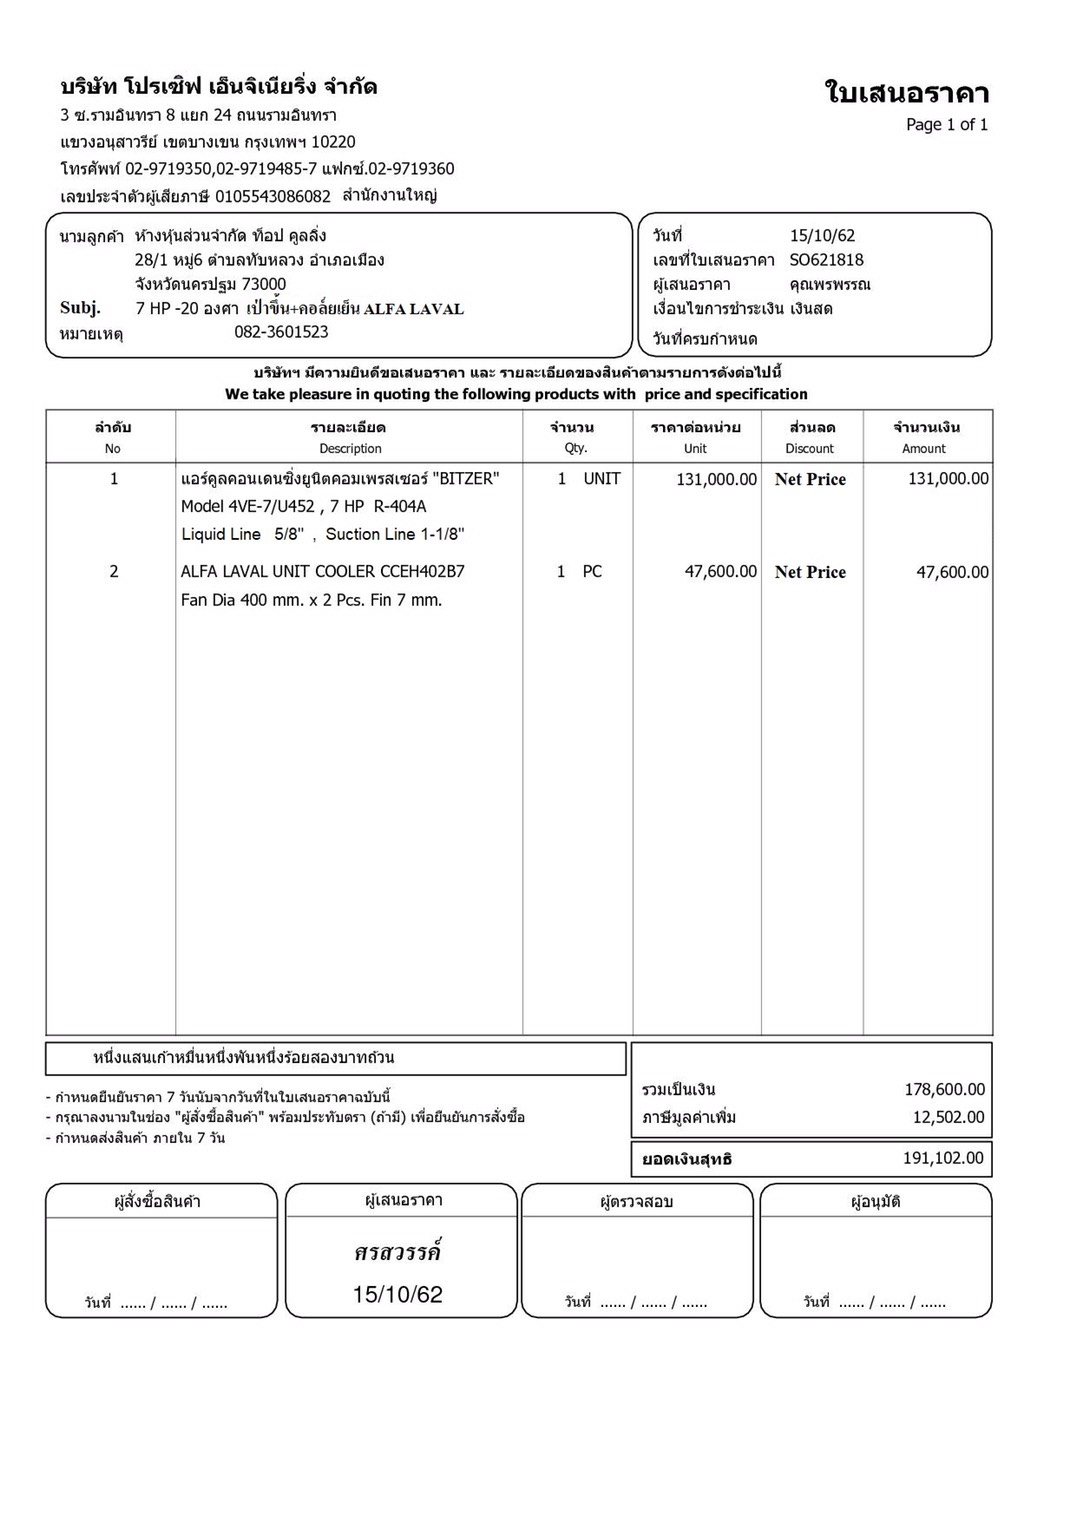 บริษัท โปรเซิฟ เอ็นจิเนียริ่ง จำกัด
ใบเสนอราคา
3 ซ.รามอินทรา 8 แยก 24 ถนนรามอินทรา
Page 1 of 1
แขวงอนุสาวรีย์ เขตบางเขน กรุงเทพฯ 10220
โทรศัพท์ 02-9719350,02-9719485-7 แฟกซ์.02-9719360
เลขประจำตัวผู้เสียภาษี 0105543086082 สำนักงานใหญ่
นามลูกค้า ห้างหุ้นส่วนจำกัด ท็อป คูลลิ่ง
28/1 หมู่6 ตำบลทับหลวง อำเภอเมือง
จังหวัดนครปฐม 73000
Subj. 7 HP -20 องศา เป่าขึ้น+คอล์ยเย็น ALFA LAVAL
หมายเหตุ 082-3601523
วันที่ 15/10/62
เลขที่ใบเสนอราคา SO621818
ผู้เสนอราคา คุณพรพรรณ
เงื่อนไขการชำระเงิน เงินสด
วันที่ครบกำหนด
บริษัทฯ มีความยินดีขอเสนอราคา และ รายละเอียดของสินค้าตามรายการดังต่อไปนี้
We take pleasure in quoting the following products with price and specification
ลำดับ รายละเอียด จำนวน ราคาต่อหน่วย ส่วนลด จำนวนเงิน
No Description Qty. Unit Discount Amount
1 แอร์คูลคอนเดนซิ่งยูนิตคอมเพรสเซอร์ "BITZER" 1 UNIT 131,000.00 Net Price 131,000.00
Model 4VE-7/U452 , 7 HP R-404A
Liquid Line 5/8" , Suction Line 1-1/8"
2 ALFA LAVAL UNIT COOLER CCEH402B7 1 PC 47,600.00 Net Price 47,600.00
Fan Dia 400 mm. x 2 Pcs. Fin 7 mm.
หนึ่งแสนเก้าหมื่นหนึ่งพันหนึ่งร้อยสองบาทถ้วน
- กำหนดยืนยันราคา 7 วันนับจากวันที่ในใบเสนอราคาฉบับนี้
- กรุณาลงนามในช่อง "ผู้สั่งซื้อสินค้า" พร้อมประทับตรา (ถ้ามี) เพื่อยืนยันการสั่งซื้อ
- กำหนดส่งสินค้า ภายใน 7 วัน
รวมเป็นเงิน 178,600.00
ภาษีมูลค่าเพิ่ม 12,502.00
ยอดเงินสุทธิ 191,102.00
ผู้สั่งซื้อสินค้า ผู้เสนอราคา ผู้ตรวจสอบ ผู้อนุมัติ
ศรสวรรค์
15/10/62
วันที่ ...... / ...... / ...... วันที่ ...... / ...... / ...... วันที่ ...... / ...... / ......